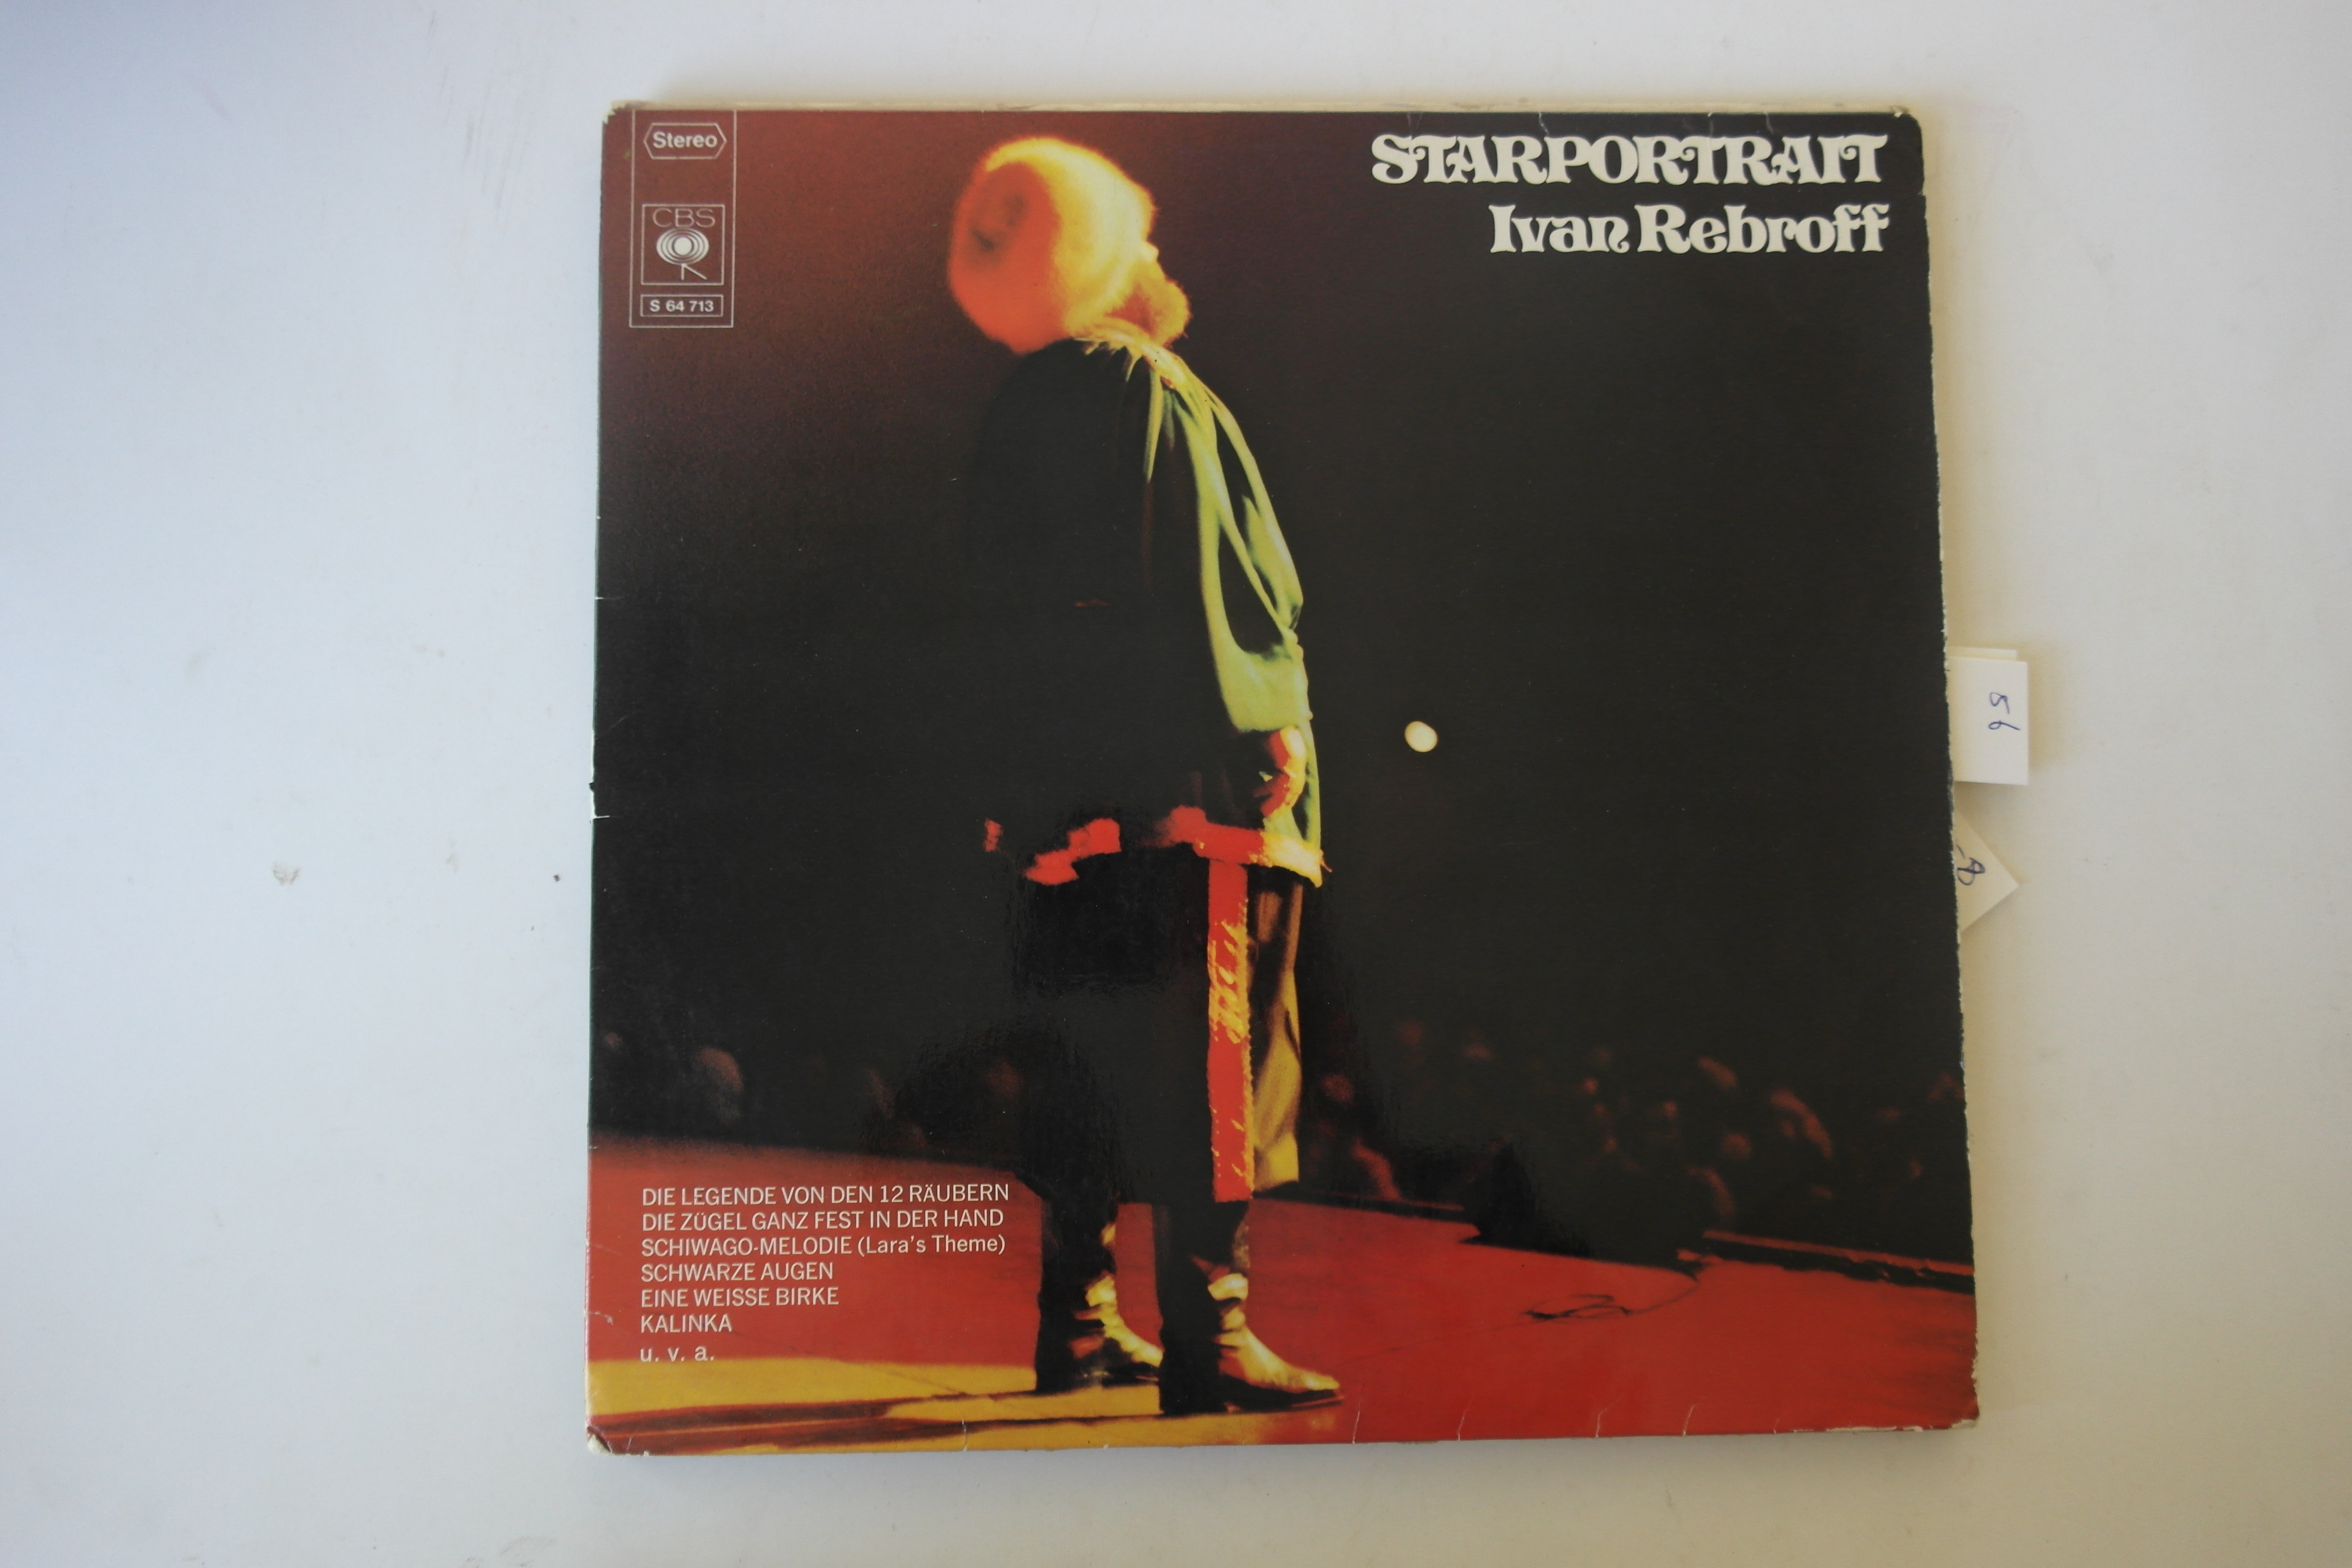 Stereo
CBS
S 64 713
STARPORTRAIT
Ivan Rebroff
56
DIE LEGENDE VON DEN 12 RÄUBERN
DIE ZÜGEL GANZ FEST IN DER HAND
SCHIWAGO-MELODIE (Lara's Theme)
SCHWARZE AUGEN
EINE WEISSE BIRKE
KALINKA
u. v. a.